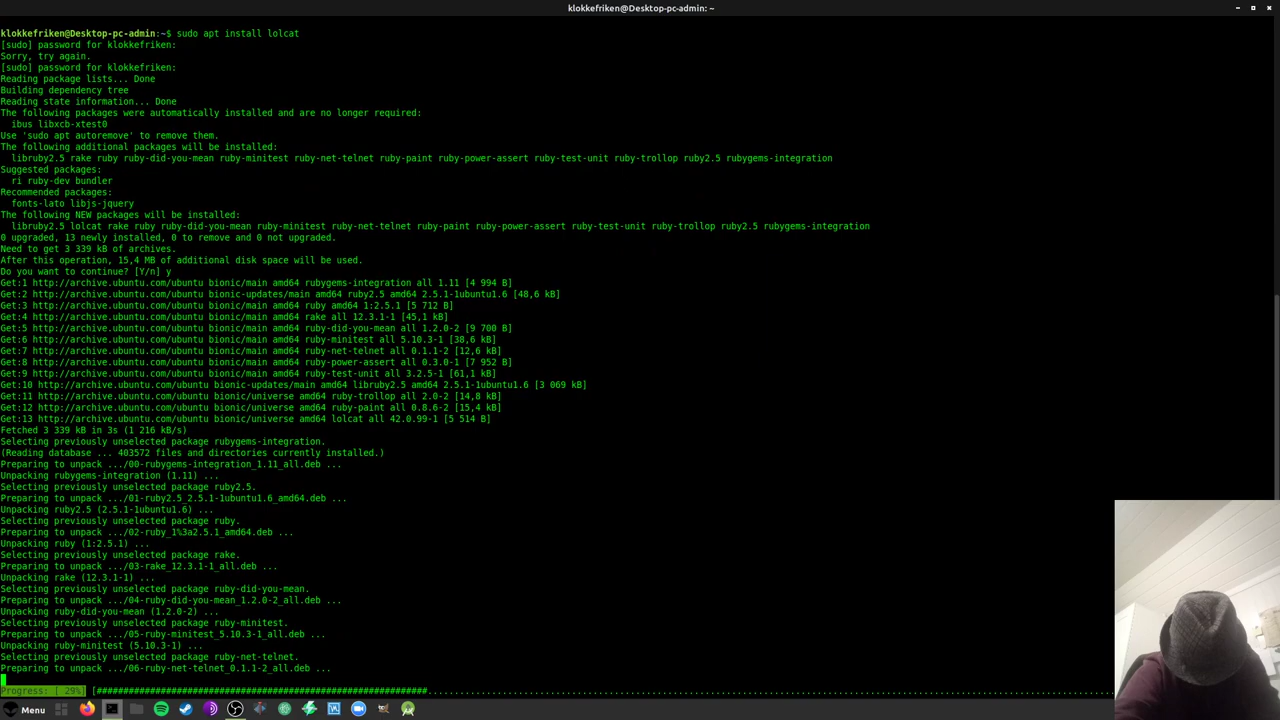 klokkefriken@Desktop-pc-admin: ~
klokkefriken@Desktop-pc-admin:~$ sudo apt install lolcat
[sudo] password for klokkefriken:
Sorry, try again.
[sudo] password for klokkefriken:
Reading package lists... Done
Building dependency tree
Reading state information... Done
The following packages were automatically installed and are no longer required:
  ibus libxcb-xtest0
Use 'sudo apt autoremove' to remove them.
The following additional packages will be installed:
  libruby2.5 rake ruby ruby-did-you-mean ruby-minitest ruby-net-telnet ruby-paint ruby-power-assert ruby-test-unit ruby-trollop ruby2.5 rubygems-integration
Suggested packages:
  ri ruby-dev bundler
Recommended packages:
  fonts-lato libjs-jquery
The following NEW packages will be installed:
  libruby2.5 lolcat rake ruby ruby-did-you-mean ruby-minitest ruby-net-telnet ruby-paint ruby-power-assert ruby-test-unit ruby-trollop ruby2.5 rubygems-integration
0 upgraded, 13 newly installed, 0 to remove and 0 not upgraded.
Need to get 3 339 kB of archives.
After this operation, 15,4 MB of additional disk space will be used.
Do you want to continue? [Y/n] y
Get:1 http://archive.ubuntu.com/ubuntu bionic/main amd64 rubygems-integration all 1.11 [4 994 B]
Get:2 http://archive.ubuntu.com/ubuntu bionic-updates/main amd64 ruby2.5 amd64 2.5.1-1ubuntu1.6 [48,6 kB]
Get:3 http://archive.ubuntu.com/ubuntu bionic/main amd64 ruby amd64 1:2.5.1 [5 712 B]
Get:4 http://archive.ubuntu.com/ubuntu bionic/main amd64 rake all 12.3.1-1 [45,1 kB]
Get:5 http://archive.ubuntu.com/ubuntu bionic/main amd64 ruby-did-you-mean all 1.2.0-2 [9 700 B]
Get:6 http://archive.ubuntu.com/ubuntu bionic/main amd64 ruby-minitest all 5.10.3-1 [38,6 kB]
Get:7 http://archive.ubuntu.com/ubuntu bionic/main amd64 ruby-net-telnet all 0.1.1-2 [12,6 kB]
Get:8 http://archive.ubuntu.com/ubuntu bionic/main amd64 ruby-power-assert all 0.3.0-1 [7 952 B]
Get:9 http://archive.ubuntu.com/ubuntu bionic/main amd64 ruby-test-unit all 3.2.5-1 [61,1 kB]
Get:10 http://archive.ubuntu.com/ubuntu bionic-updates/main amd64 libruby2.5 amd64 2.5.1-1ubuntu1.6 [3 069 kB]
Get:11 http://archive.ubuntu.com/ubuntu bionic/universe amd64 ruby-trollop all 2.0-2 [14,8 kB]
Get:12 http://archive.ubuntu.com/ubuntu bionic/universe amd64 ruby-paint all 0.8.6-2 [15,4 kB]
Get:13 http://archive.ubuntu.com/ubuntu bionic/universe amd64 lolcat all 42.0.99-1 [5 514 B]
Fetched 3 339 kB in 3s (1 216 kB/s)
Selecting previously unselected package rubygems-integration.
(Reading database ... 403572 files and directories currently installed.)
Preparing to unpack .../00-rubygems-integration_1.11_all.deb ...
Unpacking rubygems-integration (1.11) ...
Selecting previously unselected package ruby2.5.
Preparing to unpack .../01-ruby2.5_2.5.1-1ubuntu1.6_amd64.deb ...
Unpacking ruby2.5 (2.5.1-1ubuntu1.6) ...
Selecting previously unselected package ruby.
Preparing to unpack .../02-ruby_1%3a2.5.1_amd64.deb ...
Unpacking ruby (1:2.5.1) ...
Selecting previously unselected package rake.
Preparing to unpack .../03-rake_12.3.1-1_all.deb ...
Unpacking rake (12.3.1-1) ...
Selecting previously unselected package ruby-did-you-mean.
Preparing to unpack .../04-ruby-did-you-mean_1.2.0-2_all.deb ...
Unpacking ruby-did-you-mean (1.2.0-2) ...
Selecting previously unselected package ruby-minitest.
Preparing to unpack .../05-ruby-minitest_5.10.3-1_all.deb ...
Unpacking ruby-minitest (5.10.3-1) ...
Selecting previously unselected package ruby-net-telnet.
Preparing to unpack .../06-ruby-net-telnet_0.1.1-2_all.deb ...
Progress: [ 29%]
Menu